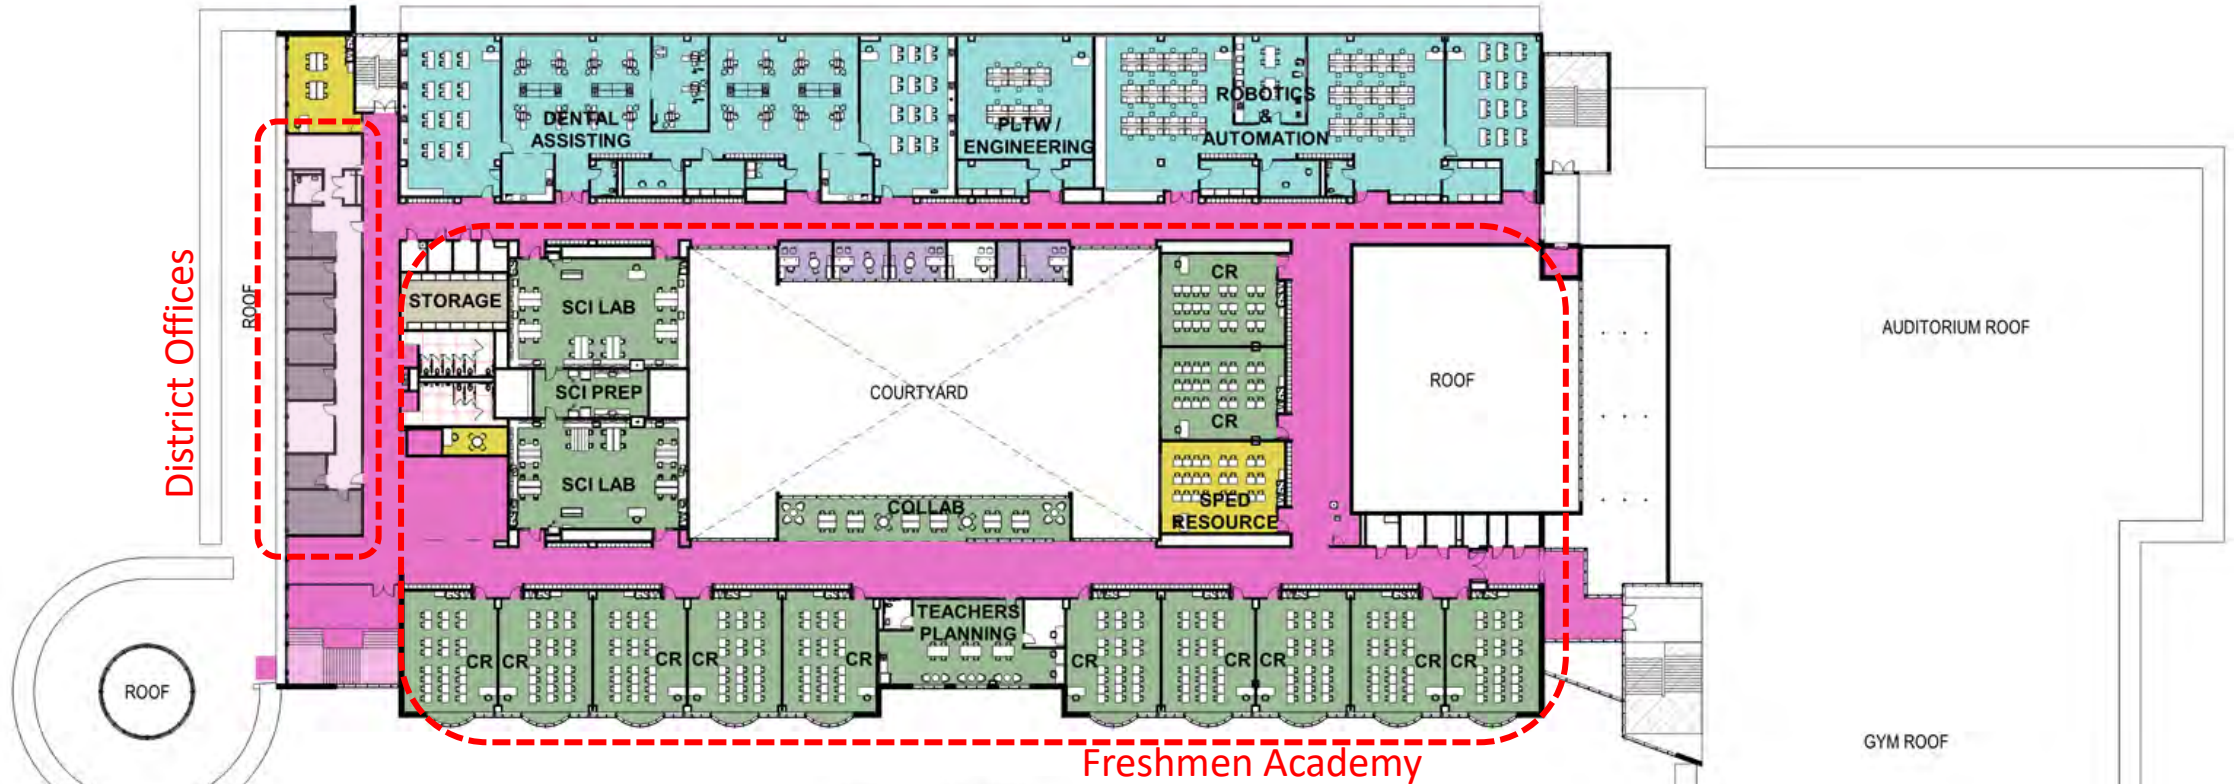 DENTAL
ASSISTING
PLTW /
ENGINEERING
ROBOTICS
&
AUTOMATION
District Offices
ROOF
STORAGE
SCI LAB
SCI PREP
SCI LAB
COURTYARD
COLLAB
CR
CR
SPED
RESOURCE
ROOF
AUDITORIUM ROOF
ROOF
CR
CR
CR
CR
CR
TEACHERS
PLANNING
CR
CR
CR
CR
CR
GYM ROOF
Freshmen Academy